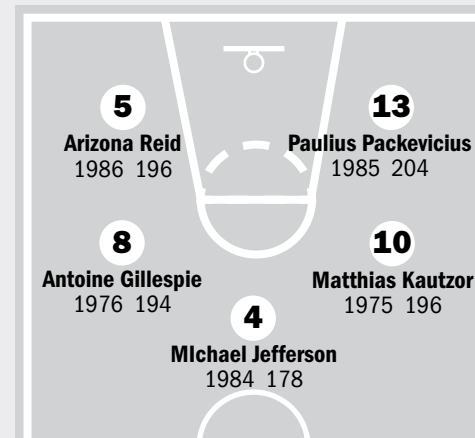 5
Arizona Reid
1986 196
13
Paulius Packevicius
1985 204
8
Antoine Gillespie
1976 194
10
Matthias Kautzor
1975 196
4
MIchael Jefferson
1984 178